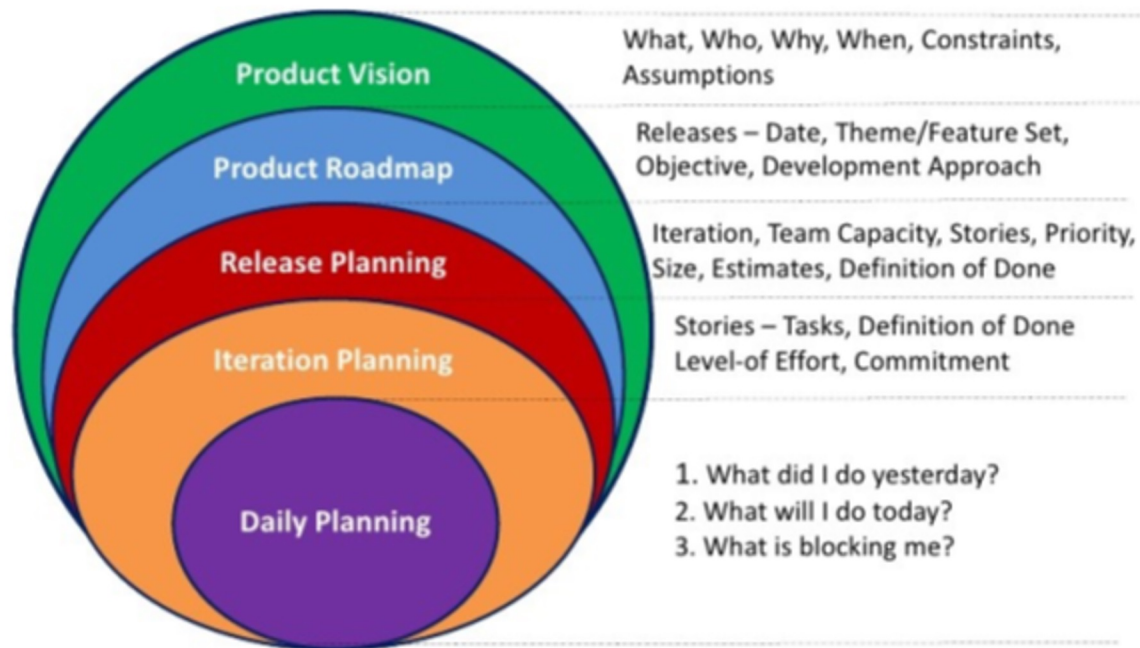 Product Vision
What, Who, Why, When, Constraints,
Assumptions
Product Roadmap
Releases – Date, Theme/Feature Set,
Objective, Development Approach
Release Planning
Iteration, Team Capacity, Stories, Priority,
Size, Estimates, Definition of Done
Iteration Planning
Stories – Tasks, Definition of Done
Level-of Effort, Commitment
Daily Planning
1. What did I do yesterday?
2. What will I do today?
3. What is blocking me?